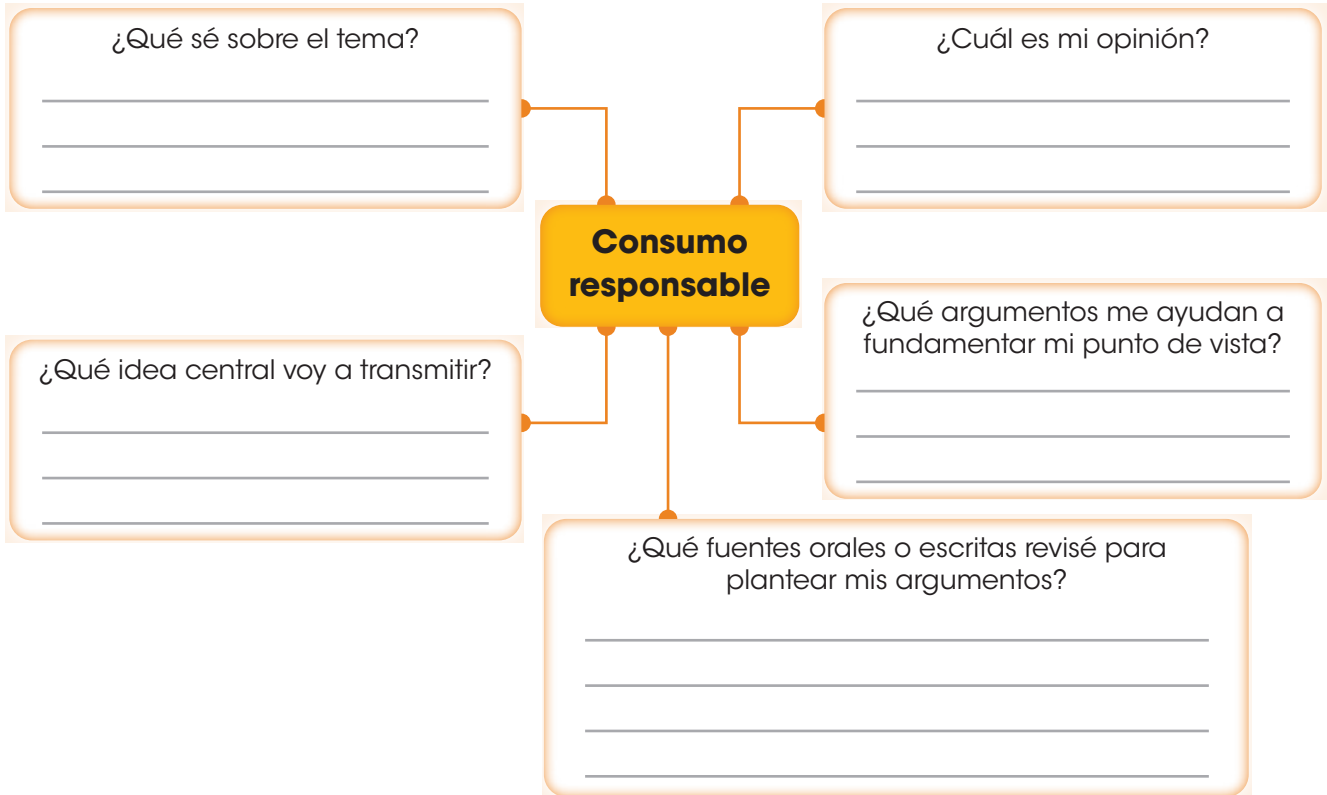 ¿Qué sé sobre el tema?
¿Cuál es mi opinión?
Consumo
responsable
¿Qué idea central voy a transmitir?
¿Qué argumentos me ayudan a
fundamentar mi punto de vista?
¿Qué fuentes orales o escritas revisé para
plantear mis argumentos?